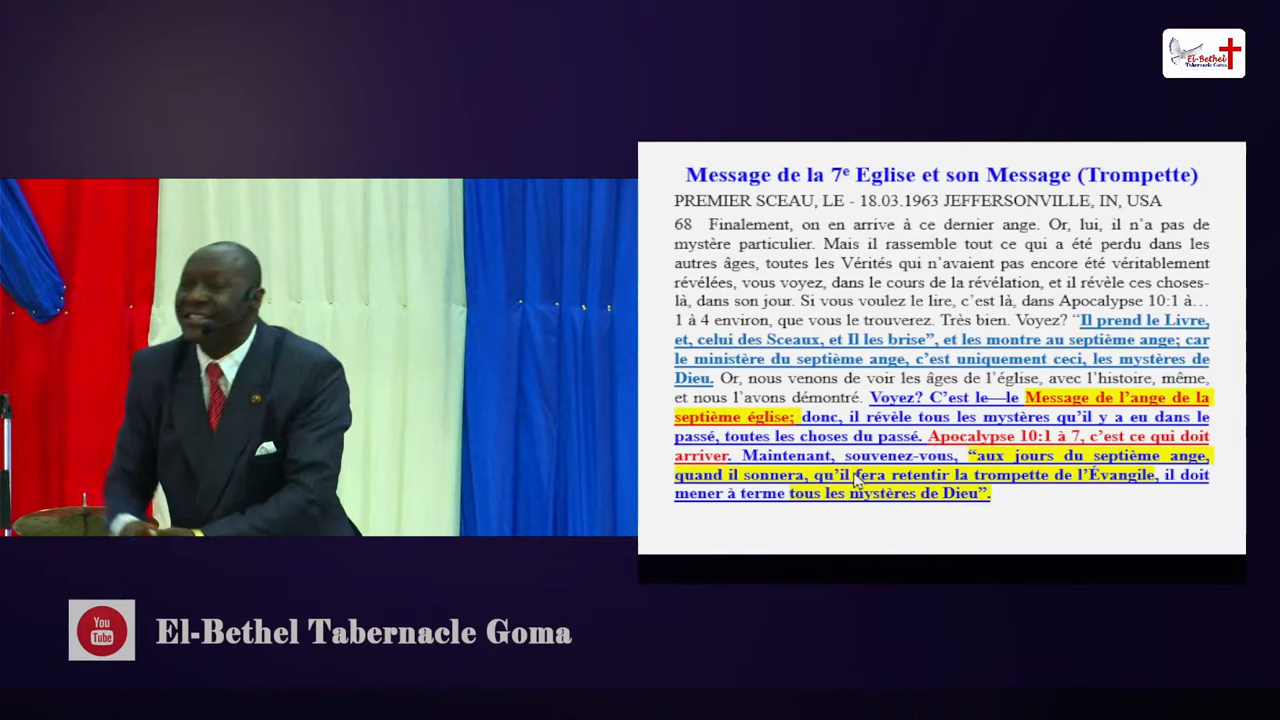 El-Bethel
Tabernacle Goma
Message de la 7e Eglise et son Message (Trompette)
PREMIER SCEAU, LE - 18.03.1963 JEFFERSONVILLE, IN, USA
68 Finalement, on en arrive à ce dernier ange. Or, lui, il n’a pas de
mystère particulier. Mais il rassemble tout ce qui a été perdu dans les
autres âges, toutes les Vérités qui n’avaient pas encore été véritablement
révélées, vous voyez, dans le cours de la révélation, et il révèle ces choses-
là, dans son jour. Si vous voulez le lire, c’est là, dans Apocalypse 10:1 à…
1 à 4 environ, que vous le trouverez. Très bien. Voyez? “Il prend le Livre,
et, celui des Sceaux, et Il les brise”, et les montre au septième ange; car
le ministère du septième ange, c’est uniquement ceci, les mystères de
Dieu. Or, nous venons de voir les âges de l’église, avec l’histoire, même,
et nous l’avons démontré. Voyez? C’est le—le Message de l’ange de la
septième église; donc, il révèle tous les mystères qu’il y a eu dans le
passé, toutes les choses du passé. Apocalypse 10:1 à 7, c’est ce qui doit
arriver. Maintenant, souvenez-vous, “aux jours du septième ange,
quand il sonnera, qu’il fera retentir la trompette de l’Évangile, il doit
mener à terme tous les mystères de Dieu”.
You
Tube
El-Bethel Tabernacle Goma